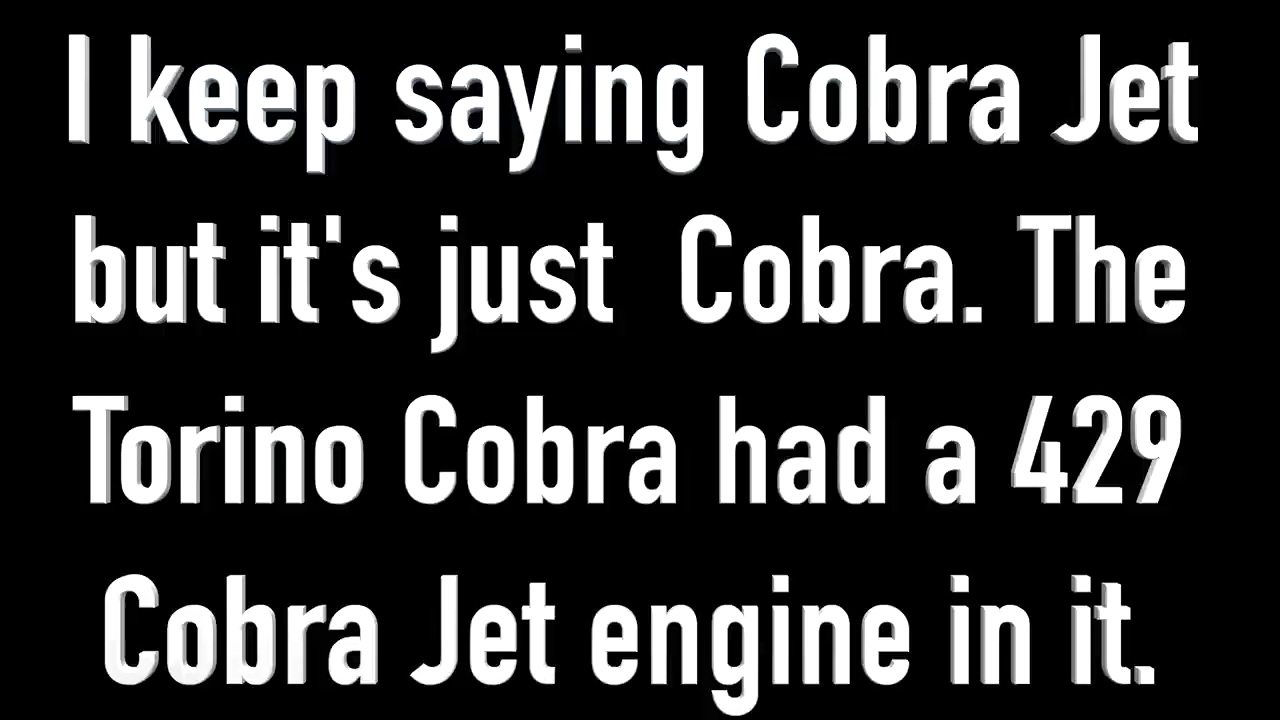 I keep saying Cobra Jet
but it's just  Cobra. The
Torino Cobra had a 429
Cobra Jet engine in it.